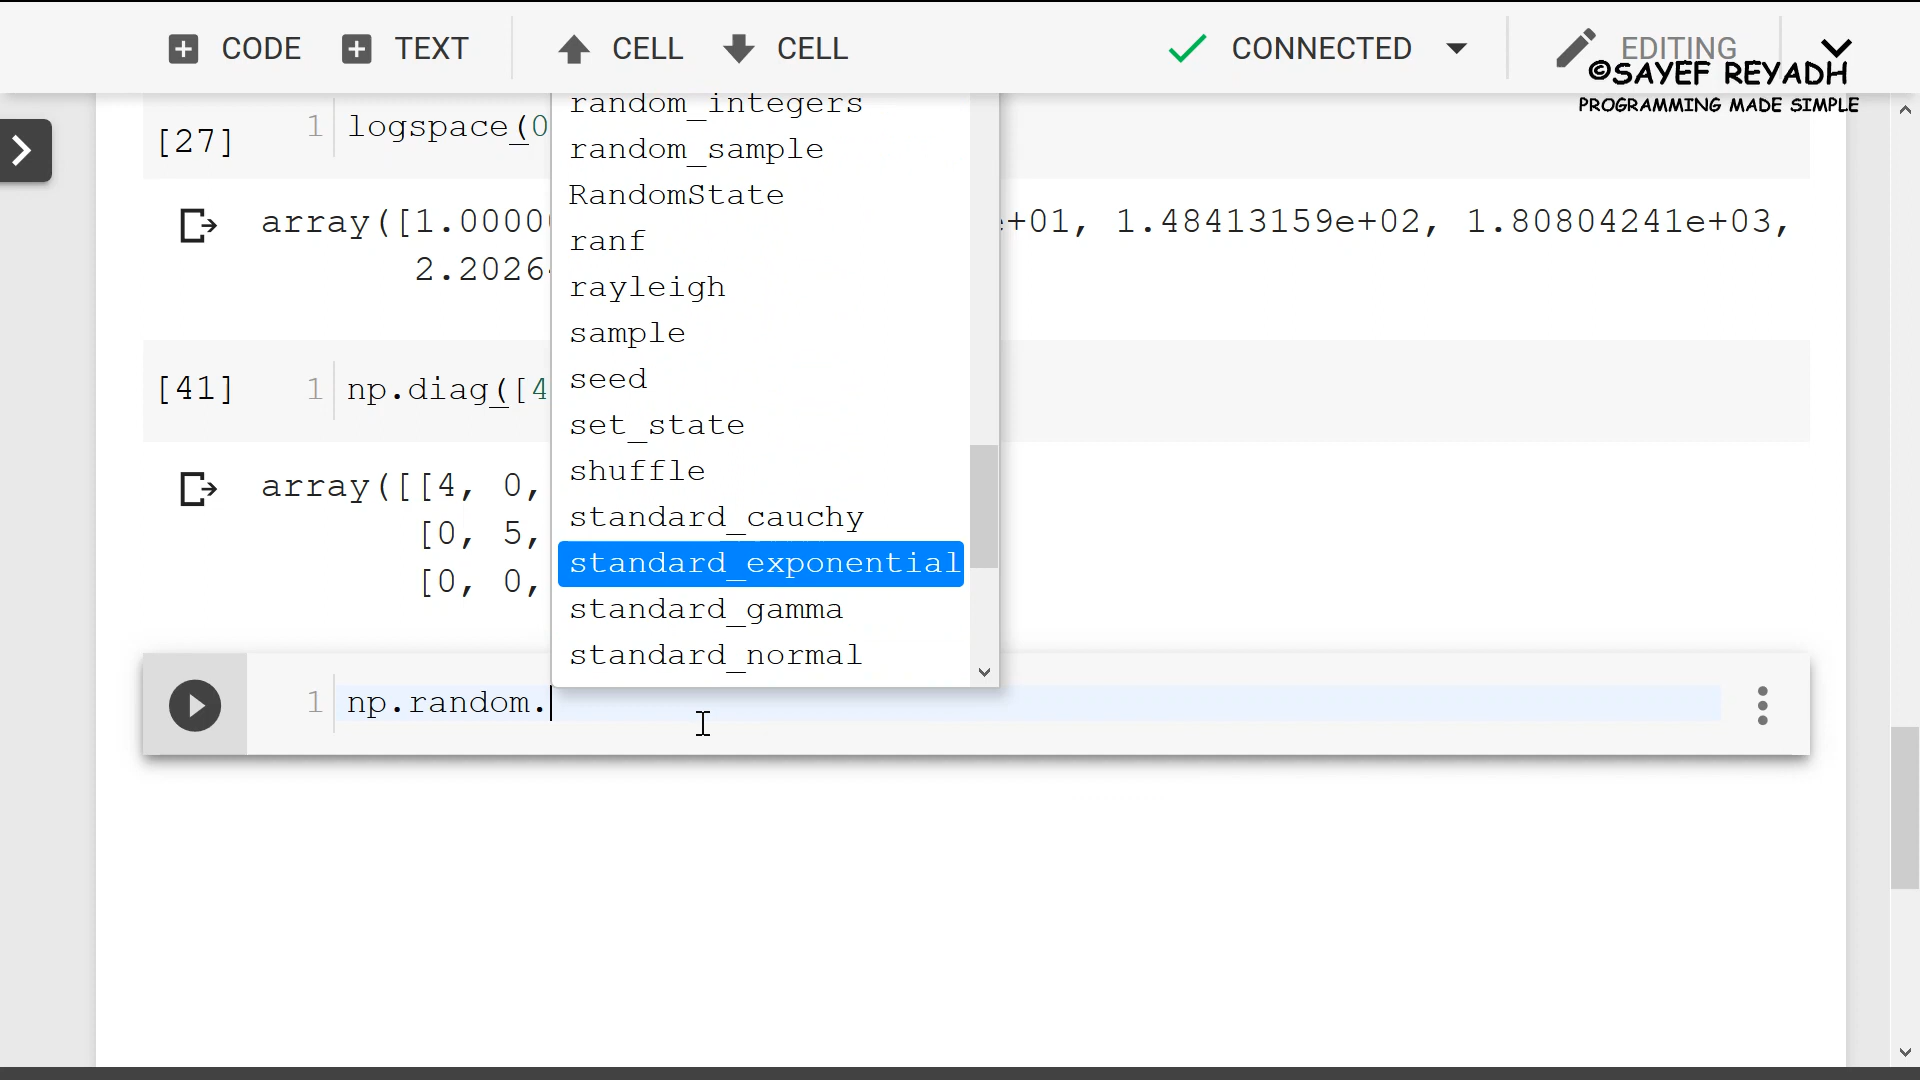 CODE TEXT CELL CELL CONNECTED EDITING
©SAYEF REYADH
PROGRAMMING MADE SIMPLE
[27] 1 logspace(0
array([1.0000 e+01, 1.48413159e+02, 1.80804241e+03,
2.2026
[41] 1 np.diag([4
array([[4, 0,
[0, 5,
[0, 0,
random_integers
random_sample
RandomState
ranf
rayleigh
sample
seed
set_state
shuffle
standard_cauchy
standard_exponential
standard_gamma
standard_normal
1 np.random.